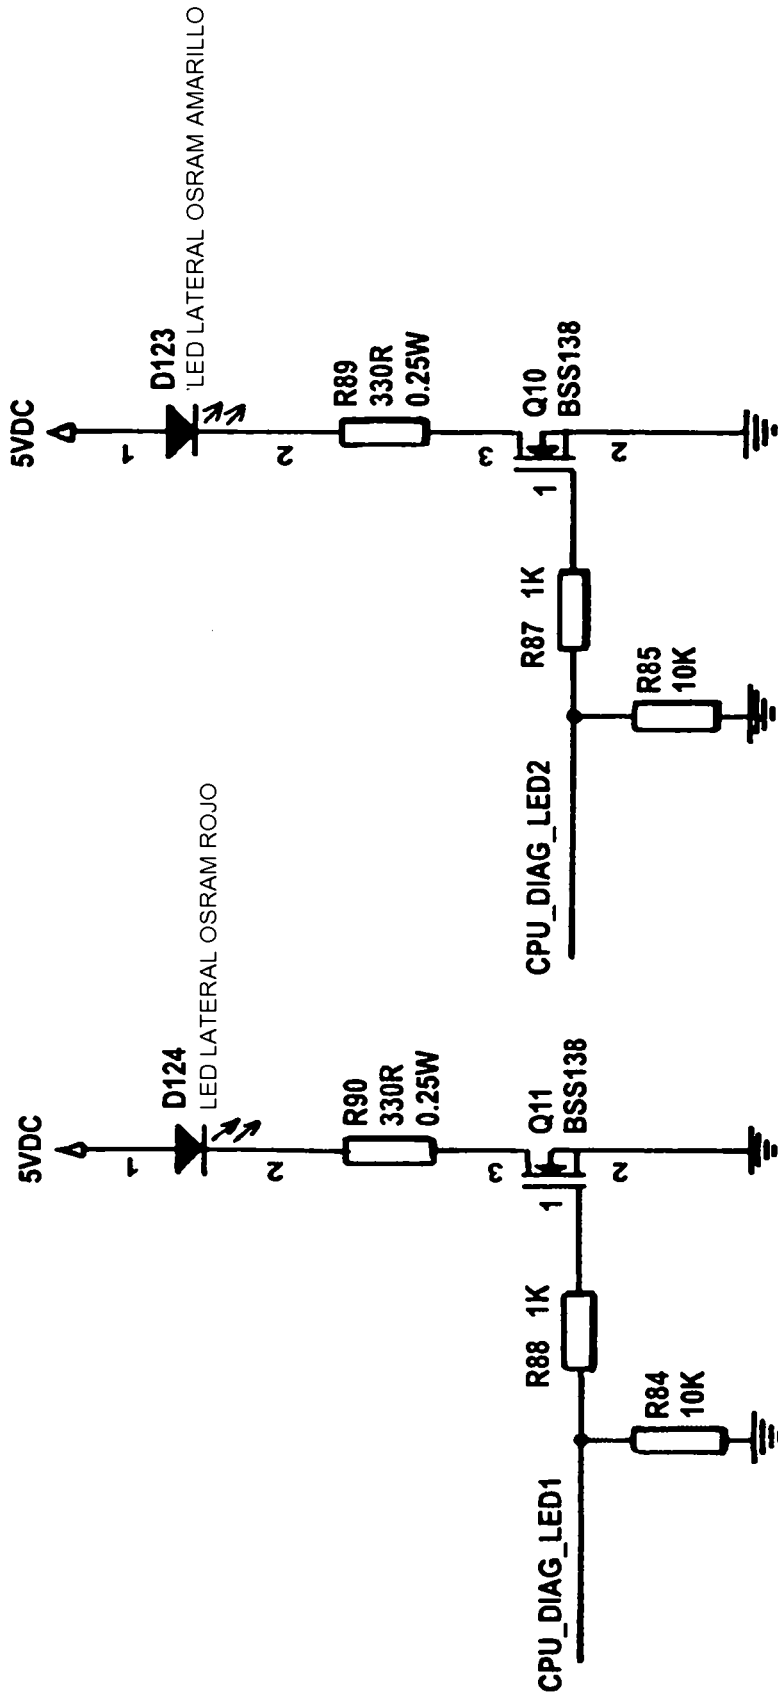 5VDC
1
D124
LED LATERAL OSRAM ROJO
2
R90
330R
0.25W
3
Q11
BSS138
1
2
R88 1K
R84
10K
CPU_DIAG_LED1
5VDC
1
D123
LED LATERAL OSRAM AMARILLO
2
R89
330R
0.25W
3
Q10
BSS138
1
2
R87 1K
R85
10K
CPU_DIAG_LED2